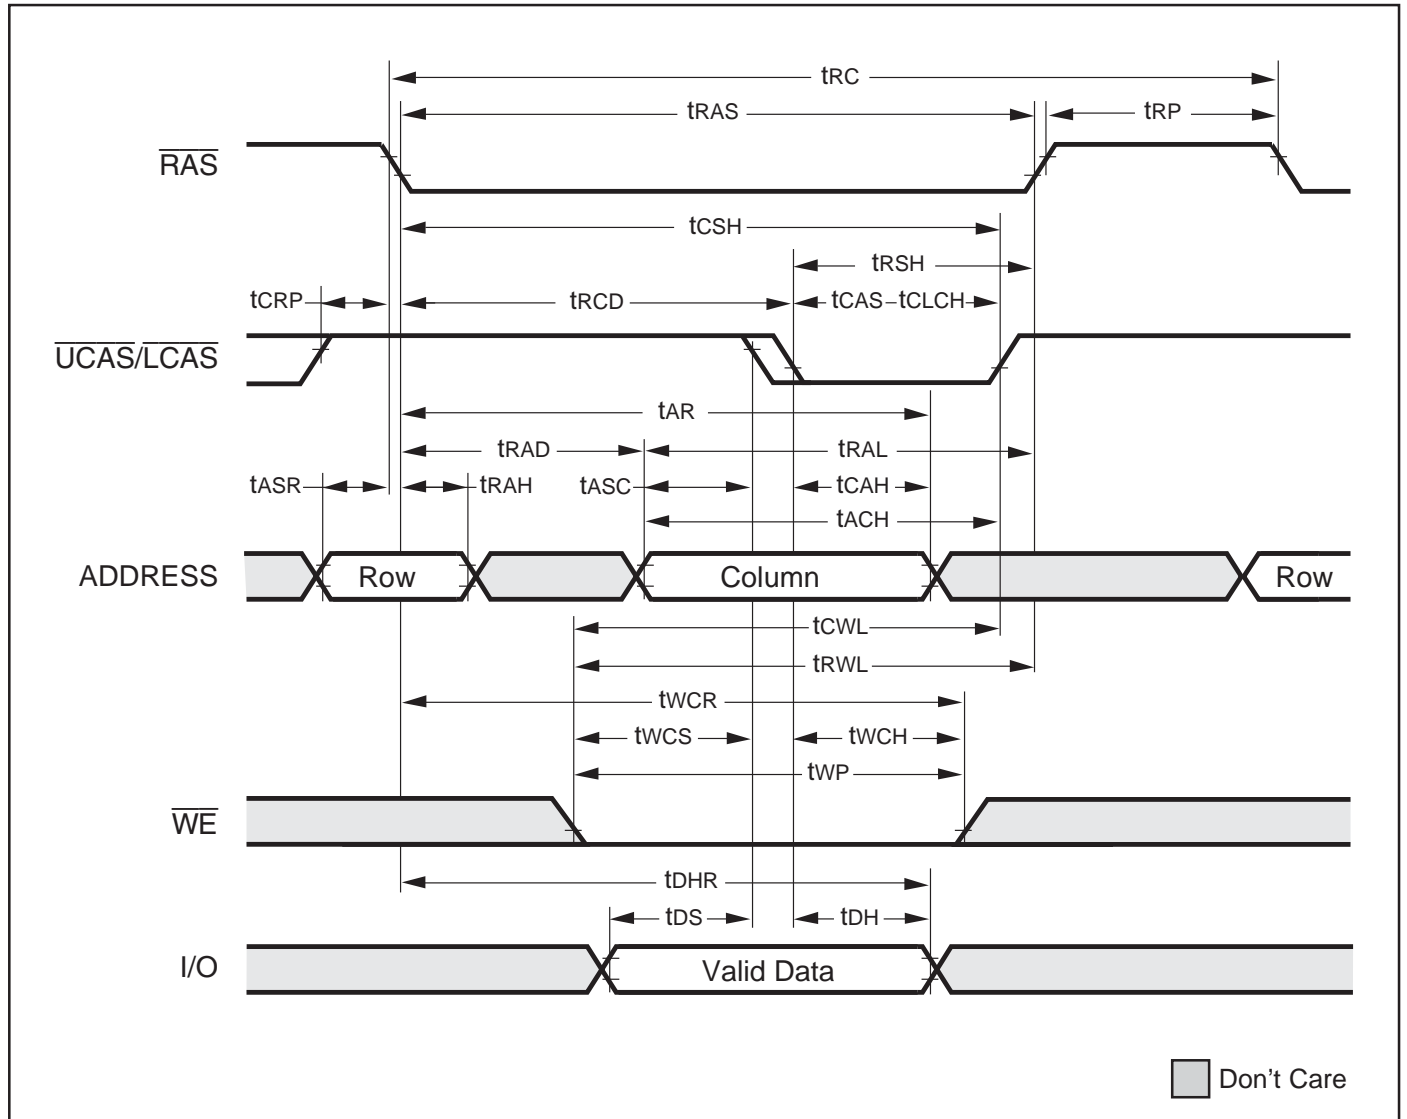 tRC
tRAS
tRP
RAS
tCSH
tRSH
tCRP
tRCD
tCAS–tCLCH
UCAS/LCAS
tAR
tRAD
tRAL
tASR
tRAH
tASC
tCAH
tACH
ADDRESS
Row
Column
Row
tCWL
tRWL
tWCR
tWCS
tWCH
tWP
WE
tDHR
tDS
tDH
I/O
Valid Data
Don't Care